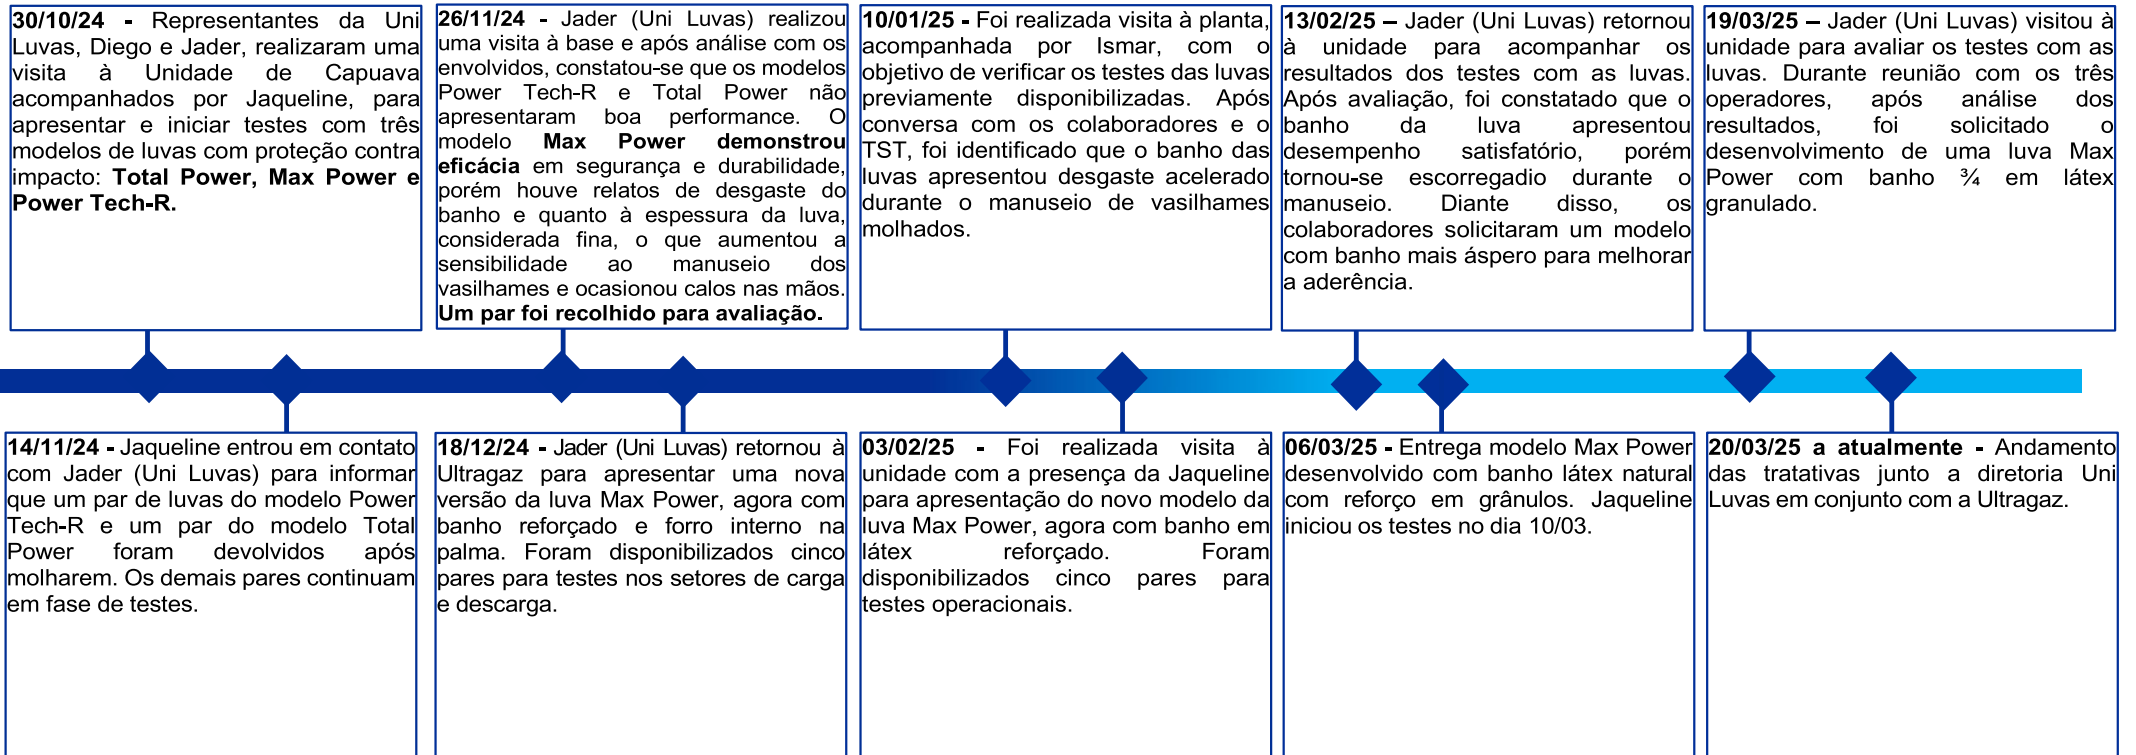 30/10/24 - Representantes da Uni
Luvas, Diego e Jader, realizaram uma
visita à Unidade de Capuava
acompanhados por Jaqueline, para
apresentar e iniciar testes com três
modelos de luvas com proteção contra
impacto: Total Power, Max Power e
Power Tech-R.
26/11/24 - Jader (Uni Luvas) realizou
uma visita à base e após análise com os
envolvidos, constatou-se que os modelos
Power Tech-R e Total Power não
apresentaram boa performance. O
modelo Max Power demonstrou
eficácia em segurança e durabilidade,
porém houve relatos de desgaste do
banho e quanto à espessura da luva,
considerada fina, o que aumentou a
sensibilidade ao manuseio dos
vasilhames e ocasionou calos nas mãos.
Um par foi recolhido para avaliação.
10/01/25 - Foi realizada visita à planta,
acompanhada por Ismar, com o
objetivo de verificar os testes das luvas
previamente disponibilizadas. Após
conversa com os colaboradores e o
TST, foi identificado que o banho das
luvas apresentou desgaste acelerado
durante o manuseio de vasilhames
molhados.
13/02/25 – Jader (Uni Luvas) retornou
à unidade para acompanhar os
resultados dos testes com as luvas.
Após avaliação, foi constatado que o
banho da luva apresentou
desempenho satisfatório, porém
tornou-se escorregadio durante o
manuseio. Diante disso, os
colaboradores solicitaram um modelo
com banho mais áspero para melhorar
a aderência.
19/03/25 – Jader (Uni Luvas) visitou à
unidade para avaliar os testes com as
luvas. Durante reunião com os três
operadores, após análise dos
resultados, foi solicitado o
desenvolvimento de uma luva Max
Power com banho ¾ em látex
granulado.
14/11/24 - Jaqueline entrou em contato
com Jader (Uni Luvas) para informar
que um par de luvas do modelo Power
Tech-R e um par do modelo Total
Power foram devolvidos após
molharem. Os demais pares continuam
em fase de testes.
18/12/24 - Jader (Uni Luvas) retornou à
Ultragaz para apresentar uma nova
versão da luva Max Power, agora com
banho reforçado e forro interno na
palma. Foram disponibilizados cinco
pares para testes nos setores de carga
e descarga.
03/02/25 - Foi realizada visita à
unidade com a presença da Jaqueline
para apresentação do novo modelo da
luva Max Power, agora com banho em
látex reforçado. Foram
disponibilizados cinco pares para
testes operacionais.
06/03/25 - Entrega modelo Max Power
desenvolvido com banho látex natural
com reforço em grânulos. Jaqueline
iniciou os testes no dia 10/03.
20/03/25 a atualmente - Andamento
das tratativas junto a diretoria Uni
Luvas em conjunto com a Ultragaz.